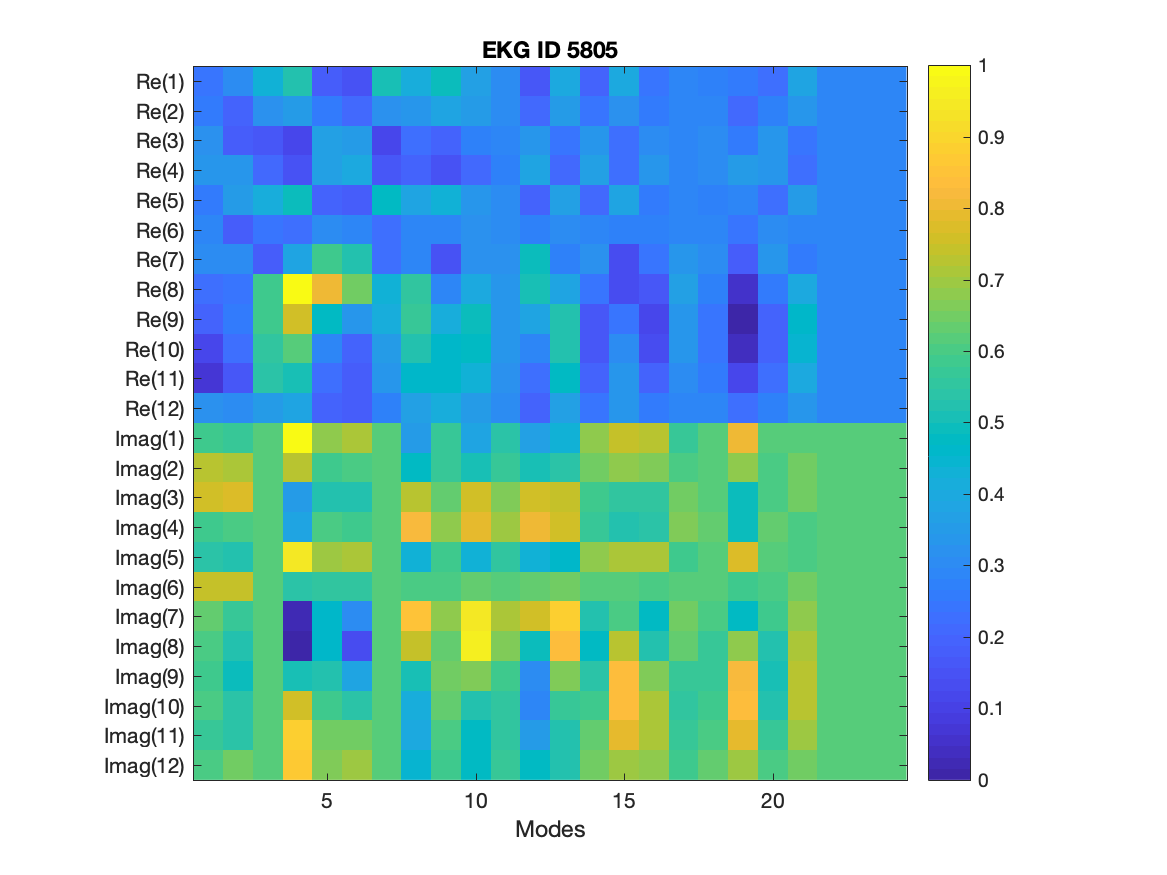 EKG ID 5805
Re(1)
Re(2)
Re(3)
Re(4)
Re(5)
Re(6)
Re(7)
Re(8)
Re(9)
Re(10)
Re(11)
Re(12)
Imag(1)
Imag(2)
Imag(3)
Imag(4)
Imag(5)
Imag(6)
Imag(7)
Imag(8)
Imag(9)
Imag(10)
Imag(11)
Imag(12)
5 10 15 20
Modes
1
0.9
0.8
0.7
0.6
0.5
0.4
0.3
0.2
0.1
0